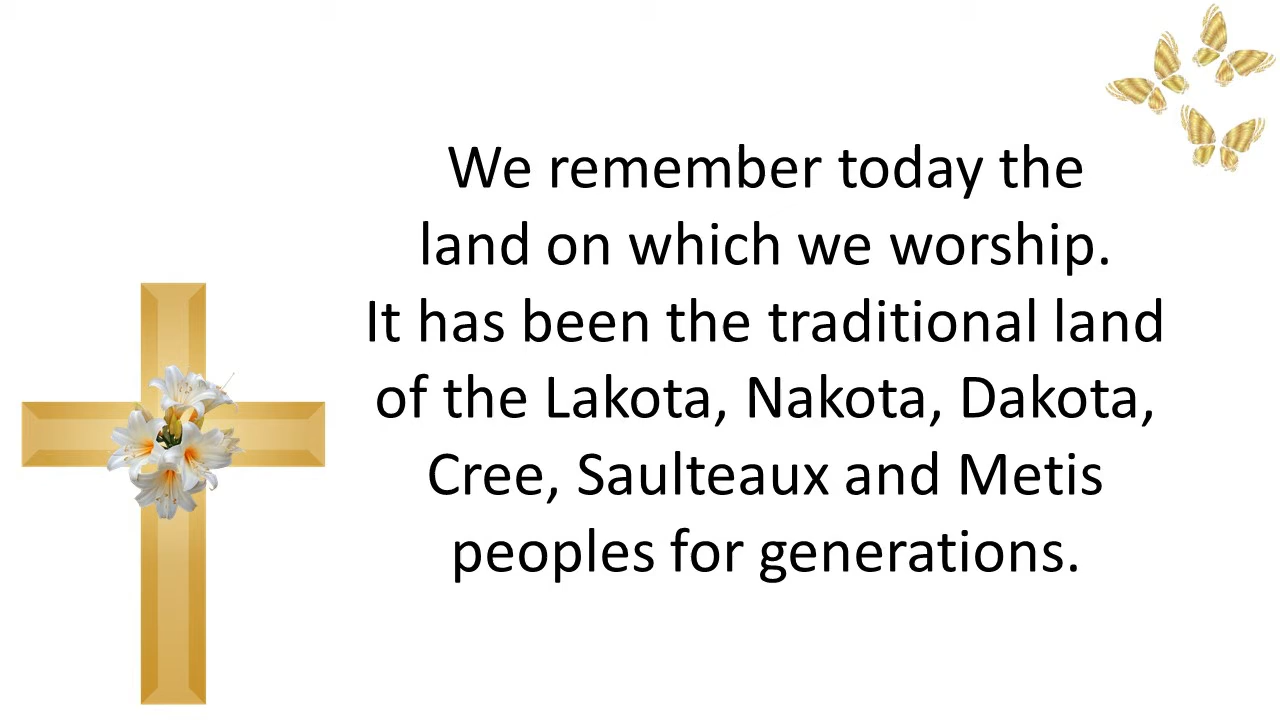 We remember today the
land on which we worship.
It has been the traditional land
of the Lakota, Nakota, Dakota,
Cree, Saulteaux and Metis
peoples for generations.